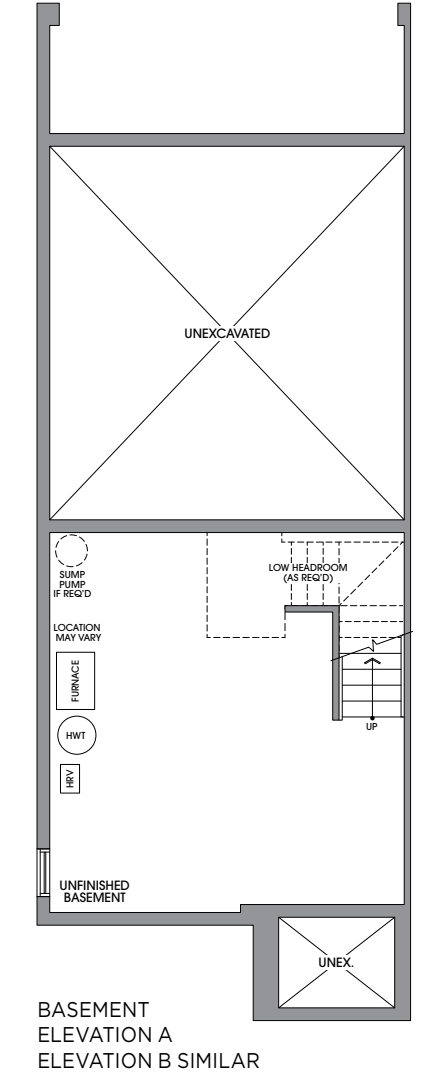 UNEXCAVATED
LOW HEADROOM
(AS REQ'D)
SUMP
PUMP
IF REQ'D
LOCATION
MAY VARY
FURNACE
UP
HWT
HRV
UNFINISHED
BASEMENT
UNEX.
BASEMENT
ELEVATION A
ELEVATION B SIMILAR